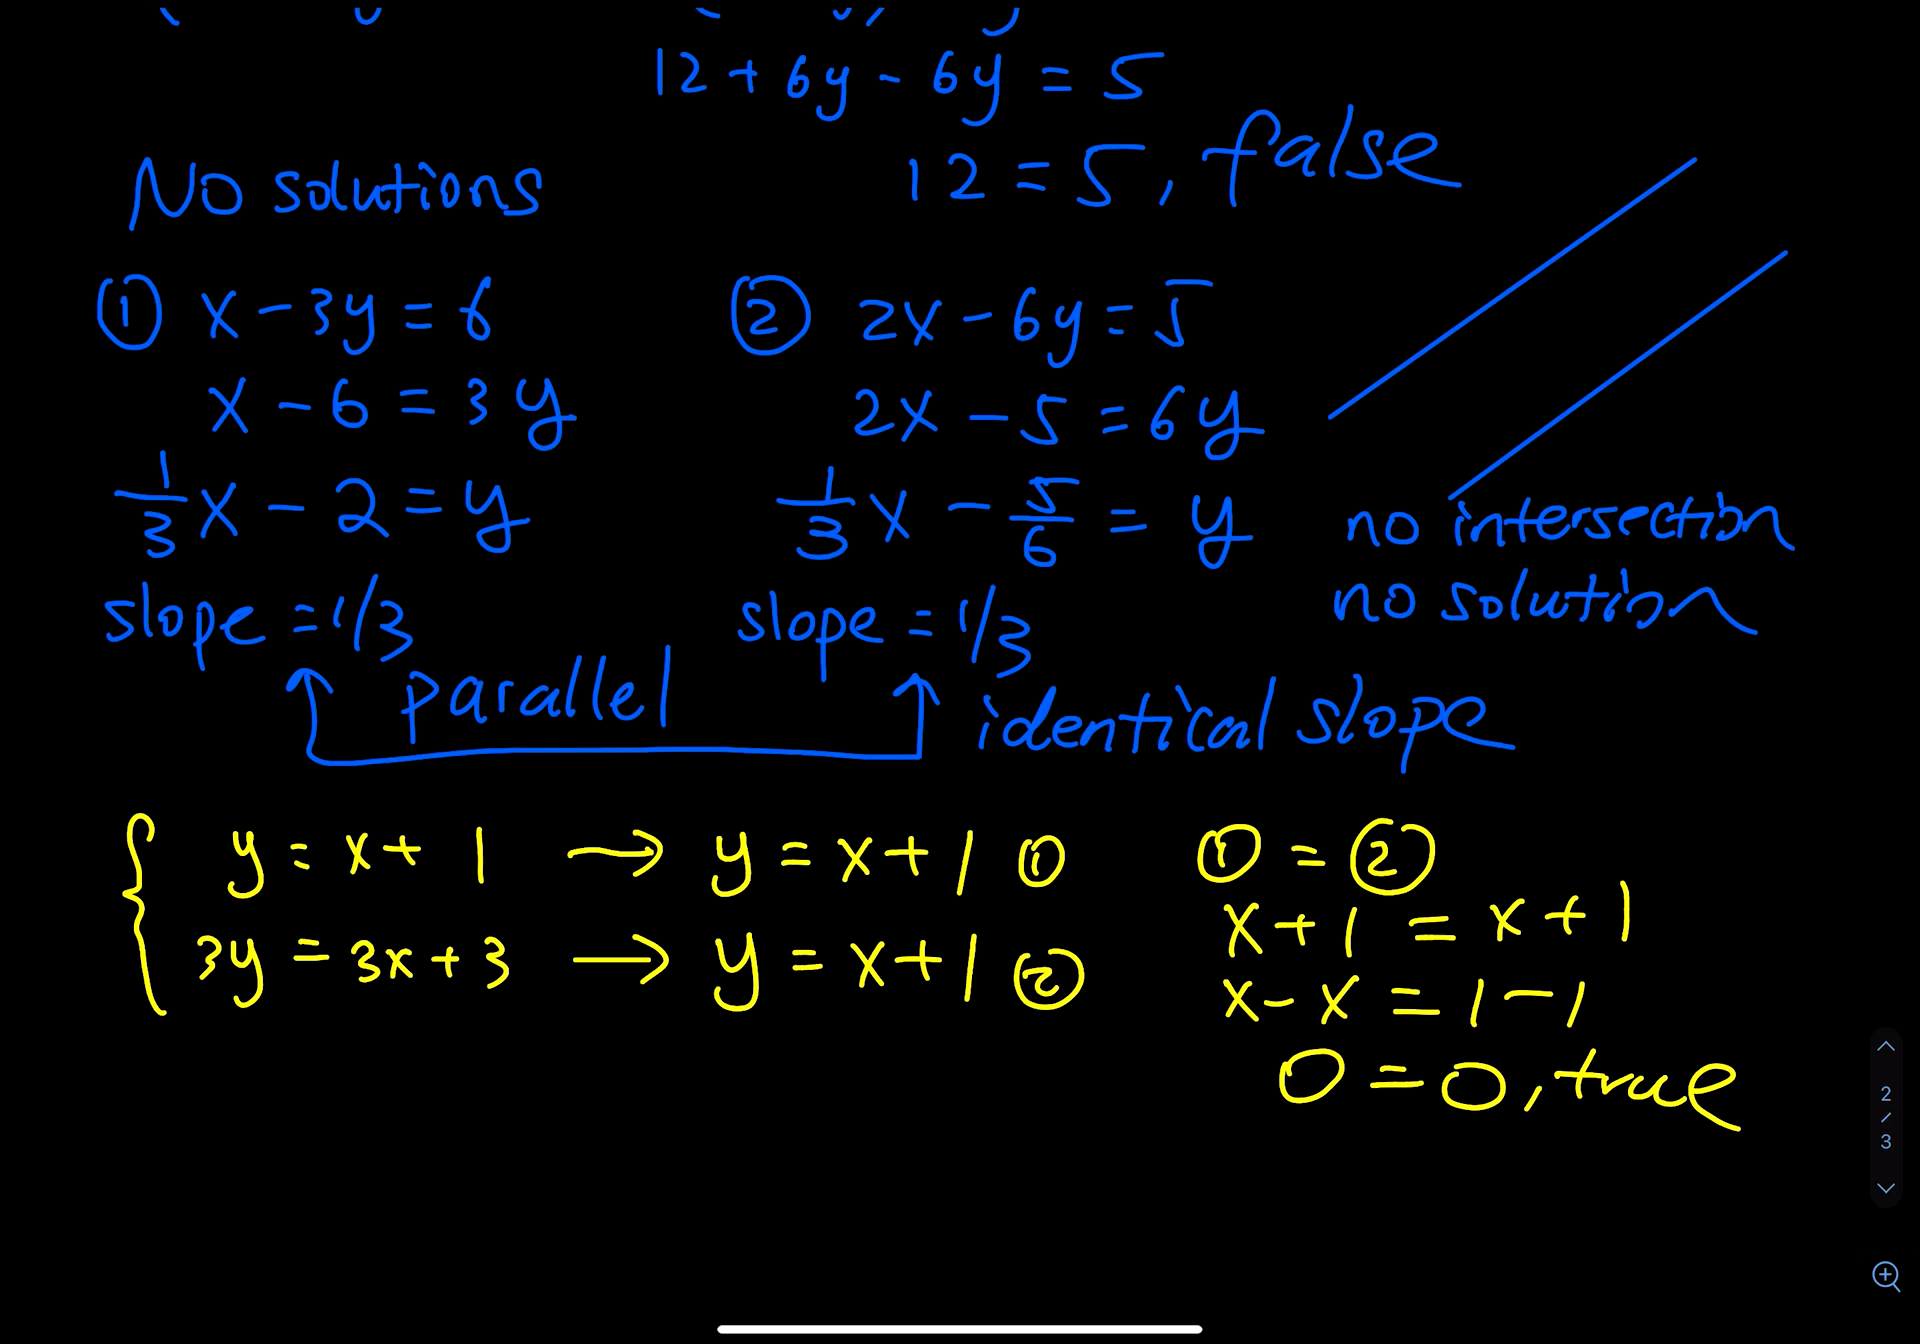 12 + 6y - 6y = 5
12 = 5, false
No solutions
① x - 3y = 6
x - 6 = 3y
1/3 x - 2 = y
slope = 1/3
② 2x - 6y = 5
2x - 5 = 6y
1/3 x - 5/6 = y
slope = 1/3
no intersection
no solution
parallel
identical slope
{ y = x + 1 → y = x + 1 ①
3y = 3x + 3 → y = x + 1 ②
① = ②
x + 1 = x + 1
x - x = 1 - 1
0 = 0, true
2
/
3